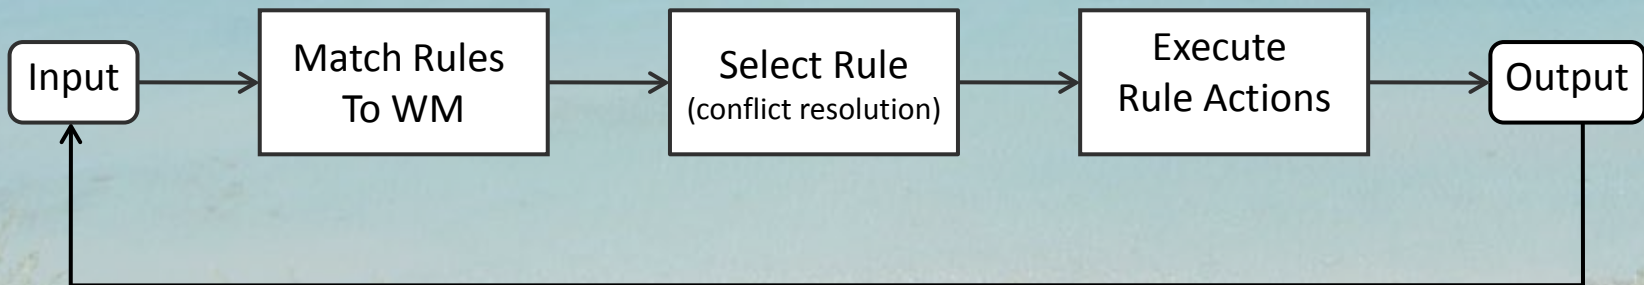 Input
Match Rules
To WM
Select Rule
(conflict resolution)
Execute
Rule Actions
Output